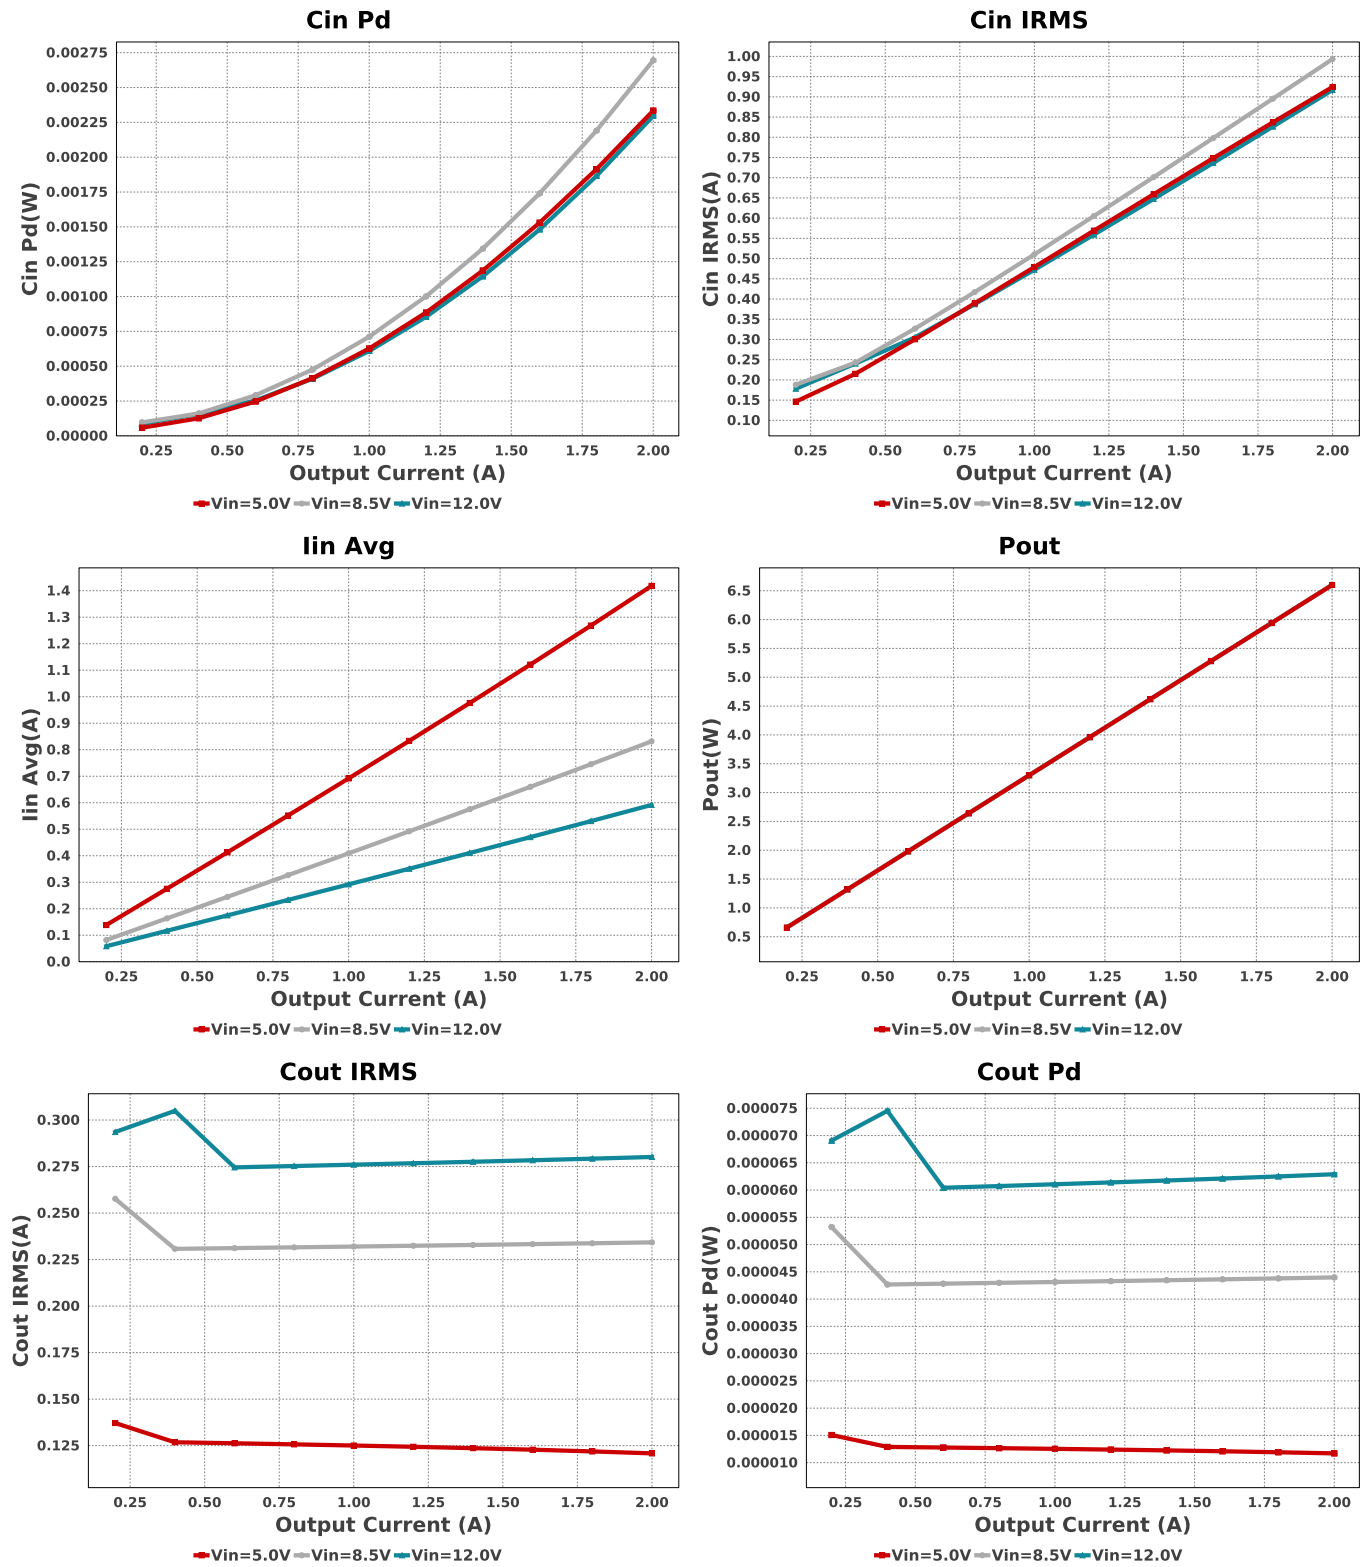 Cin Pd
Cin Pd(W)
0.00275
0.00250
0.00225
0.00200
0.00175
0.00150
0.00125
0.00100
0.00075
0.00050
0.00025
0.00000
0.25 0.50 0.75 1.00 1.25 1.50 1.75 2.00
Output Current (A)
Vin=5.0V Vin=8.5V Vin=12.0V
Cin IRMS
Cin IRMS(A)
1.00
0.95
0.90
0.85
0.80
0.75
0.70
0.65
0.60
0.55
0.50
0.45
0.40
0.35
0.30
0.25
0.20
0.15
0.10
0.25 0.50 0.75 1.00 1.25 1.50 1.75 2.00
Output Current (A)
Vin=5.0V Vin=8.5V Vin=12.0V
Iin Avg
Iin Avg(A)
1.4
1.3
1.2
1.1
1.0
0.9
0.8
0.7
0.6
0.5
0.4
0.3
0.2
0.1
0.0
0.25 0.50 0.75 1.00 1.25 1.50 1.75 2.00
Output Current (A)
Vin=5.0V Vin=8.5V Vin=12.0V
Pout
Pout(W)
6.5
6.0
5.5
5.0
4.5
4.0
3.5
3.0
2.5
2.0
1.5
1.0
0.5
0.25 0.50 0.75 1.00 1.25 1.50 1.75 2.00
Output Current (A)
Vin=5.0V Vin=8.5V Vin=12.0V
Cout IRMS
Cout IRMS(A)
0.300
0.275
0.250
0.225
0.200
0.175
0.150
0.125
0.25 0.50 0.75 1.00 1.25 1.50 1.75 2.00
Output Current (A)
Vin=5.0V Vin=8.5V Vin=12.0V
Cout Pd
Cout Pd(W)
0.000075
0.000070
0.000065
0.000060
0.000055
0.000050
0.000045
0.000040
0.000035
0.000030
0.000025
0.000020
0.000015
0.000010
0.25 0.50 0.75 1.00 1.25 1.50 1.75 2.00
Output Current (A)
Vin=5.0V Vin=8.5V Vin=12.0V